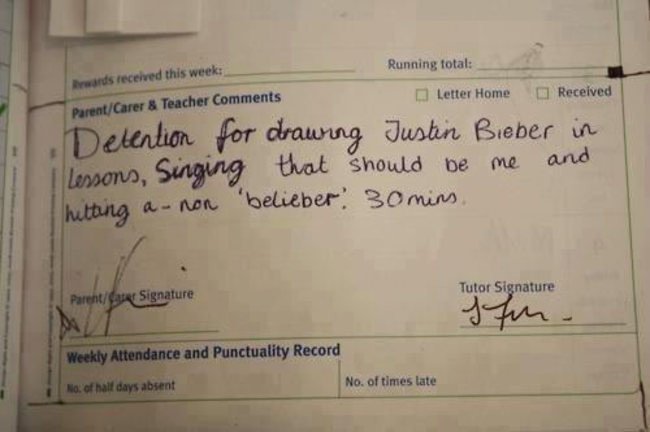 Rewards received this week: Running total:
Parent/Carer & Teacher Comments Letter Home Received
Detention for drawing Justin Bieber in
lessons, Singing that should be me and
hitting a - non 'belieber'. 30 mins.
Parent/Carer Signature Tutor Signature
Weekly Attendance and Punctuality Record
No. of half days absent No. of times late